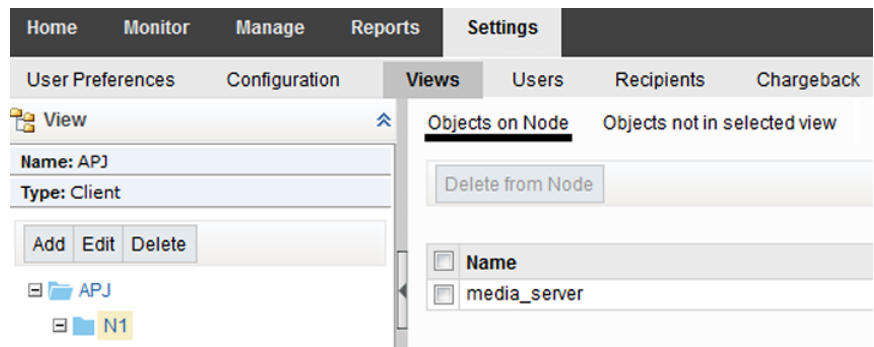 Home Monitor Manage Reports Settings
User Preferences Configuration Views Users Recipients Chargeback
View
Name: APJ
Type: Client
Add Edit Delete
APJ
N1
Objects on Node Objects not in selected view
Delete from Node
Name
media_server